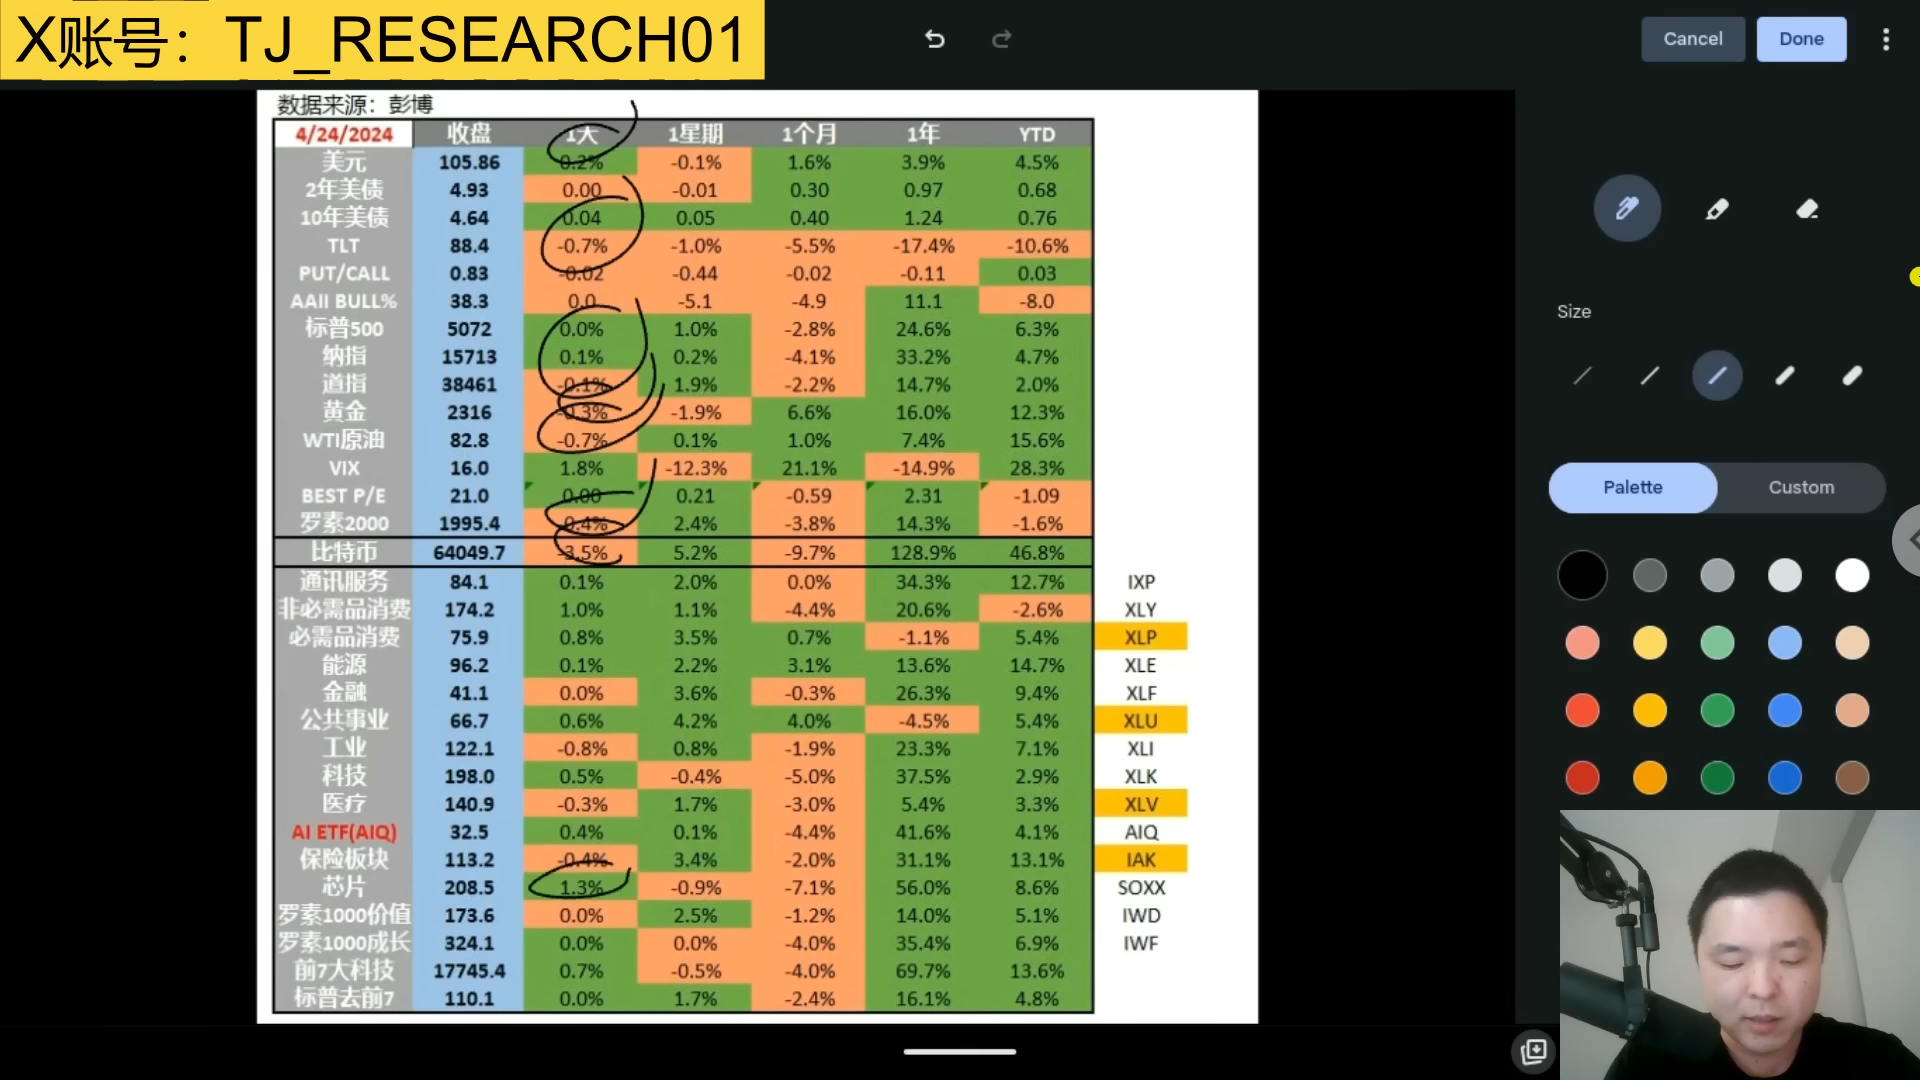 X账号：TJ_RESEARCH01
Cancel
Done
数据来源：彭博
4/24/2024 收盘 1天 1星期 1个月 1年 YTD
美元 105.86 0.2% -0.1% 1.6% 3.9% 4.5%
2年美债 4.93 0.00 -0.01 0.30 0.97 0.68
10年美债 4.64 0.04 0.05 0.40 1.24 0.76
TLT 88.4 -0.7% -1.0% -5.5% -17.4% -10.6%
PUT/CALL 0.83 -0.02 -0.44 -0.02 -0.11 0.03
AAII BULL% 38.3 0.0 -5.1 -4.9 11.1 -8.0
标普500 5072 0.0% 1.0% -2.8% 24.6% 6.3%
纳指 15713 0.1% 0.2% -4.1% 33.2% 4.7%
道指 38461 -0.1% 1.9% -2.2% 14.7% 2.0%
黄金 2316 -0.3% -1.9% 6.6% 16.0% 12.3%
WTI原油 82.8 -0.7% 0.1% 1.0% 7.4% 15.6%
VIX 16.0 1.8% -12.3% 21.1% -14.9% 28.3%
BEST P/E 21.0 0.00 0.21 -0.59 2.31 -1.09
罗素2000 1995.4 -0.4% 2.4% -3.8% 14.3% -1.6%
比特币 64049.7 -3.5% 5.2% -9.7% 128.9% 46.8%
通讯服务 84.1 0.1% 2.0% 0.0% 34.3% 12.7% IXP
非必需品消费 174.2 1.0% 1.1% -4.4% 20.6% -2.6% XLY
必需品消费 75.9 0.8% 3.5% 0.7% -1.1% 5.4% XLP
能源 96.2 0.1% 2.2% 3.1% 13.6% 14.7% XLE
金融 41.1 0.0% 3.6% -0.3% 26.3% 9.4% XLF
公共事业 66.7 0.6% 4.2% 4.0% -4.5% 5.4% XLU
工业 122.1 -0.8% 0.8% -1.9% 23.3% 7.1% XLI
科技 198.0 0.5% -0.4% -5.0% 37.5% 2.9% XLK
医疗 140.9 -0.3% 1.7% -3.0% 5.4% 3.3% XLV
AI ETF(AIQ) 32.5 0.4% 0.1% -4.4% 41.6% 4.1% AIQ
保险板块 113.2 -0.4% 3.4% -2.0% 31.1% 13.1% IAK
芯片 208.5 1.3% -0.9% -7.1% 56.0% 8.6% SOXX
罗素1000价值 173.6 0.0% 2.5% -1.2% 14.0% 5.1% IWD
罗素1000成长 324.1 0.0% 0.0% -4.0% 35.4% 6.9% IWF
前7大科技 17745.4 0.7% -0.5% -4.0% 69.7% 13.6%
标普去前7 110.1 0.0% 1.7% -2.4% 16.1% 4.8%
Size
Palette
Custom